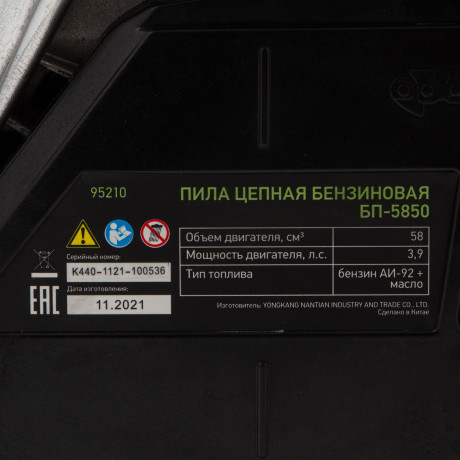 95210
ПИЛА ЦЕПНАЯ БЕНЗИНОВАЯ
БП-5850
Объем двигателя, см³ 58
Мощность двигателя, л.с. 3,9
Тип топлива бензин АИ-92 +
масло
Серийный номер:
K440-1121-100536
Дата изготовления:
11.2021
EAC
Изготовитель: YONGKANG NANTIAN INDUSTRY AND TRADE CO., LTD.
Сделано в Китае